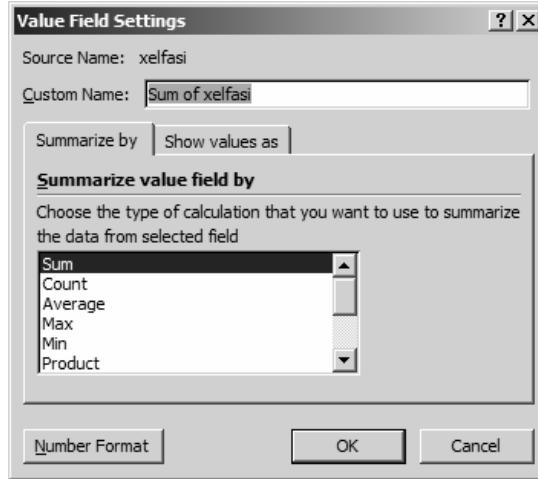 Value Field Settings
Source Name: xelfasi
Custom Name: Sum of xelfasi
Summarize by Show values as
Summarize value field by
Choose the type of calculation that you want to use to summarize
the data from selected field
Sum
Count
Average
Max
Min
Product
Number Format OK Cancel